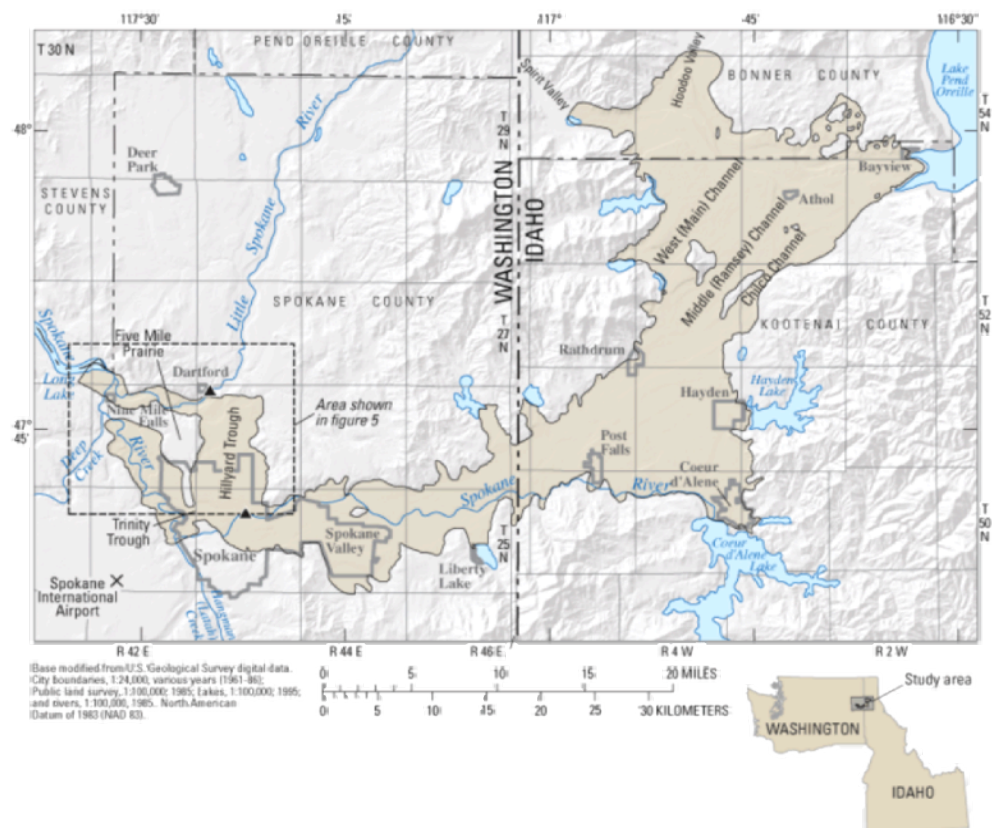 117°30'
15'
117°
45'
116°30'
T 30 N
PEND OREILLE COUNTY
Spirit Valley
Hoodoo Valley
BONNER COUNTY
Lake
Pend
Oreille
T
54
N
48°
T
29
N
River
Deer
Park
STEVENS
COUNTY
WASHINGTON
IDAHO
Bayview
Athol
West (Main) Channel
Middle (Ramsey) Channel
Chilco Channel
Little Spokane
SPOKANE COUNTY
T
52
N
T
27
N
KOOTENAI COUNTY
Spokane
Five Mile
Prairie
Long
Lake
Dartford
Rathdrum
Hayden
Hayden
Lake
Area shown
in figure 5
Nine Mile
Falls
47°
45'
Hillyard Trough
Deep
Creek
River
Post
Falls
Coeur
d'Alene
Spokane River
Trinity
Trough
Spokane
Spokane
Valley
T
25
N
T
50
N
Liberty
Lake
Coeur
d'Alene
Lake
Spokane
International
Airport
Hangman
(Latah)
Creek
R 42 E
R 44 E
R 46 E
R 4 W
R 2 W
Base modified from U.S. Geological Survey digital data.
City boundaries, 1:24,000, various years (1961-86);
Public land survey, 1:100,000; 1985; Lakes, 1:100,000; 1995;
and rivers, 1:100,000, 1985. North American
Datum of 1983 (NAD 83).
0 5 10 15 20 MILES
0 5 10 15 20 25 30 KILOMETERS
Study area
WASHINGTON
IDAHO